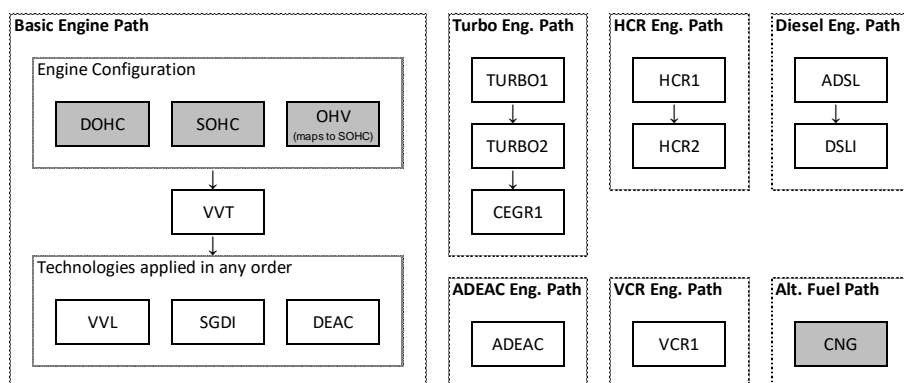 Basic Engine Path
Engine Configuration
DOHC
SOHC
OHV
(maps to SOHC)
VVT
Technologies applied in any order
VVL
SGDI
DEAC
Turbo Eng. Path
TURBO1
TURBO2
CEGR1
HCR Eng. Path
HCR1
HCR2
Diesel Eng. Path
ADSL
DSLI
ADEAC Eng. Path
ADEAC
VCR Eng. Path
VCR1
Alt. Fuel Path
CNG